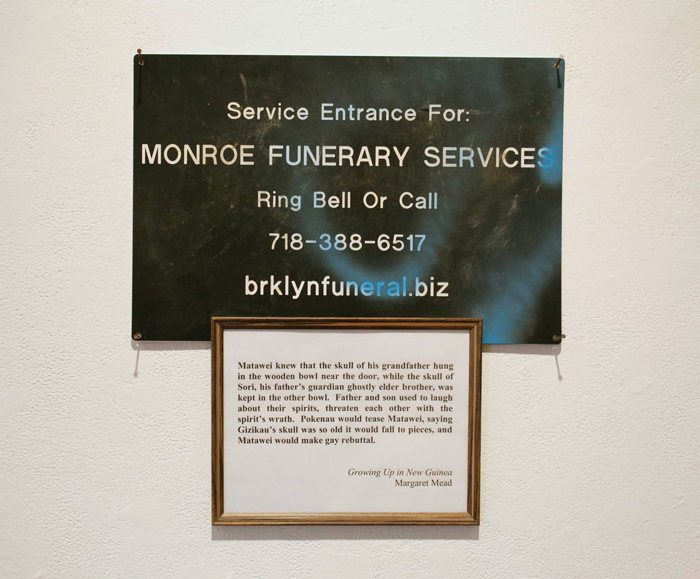 Service Entrance For:
MONROE FUNERARY SERVICES
Ring Bell Or Call
718-388-6517
brklynfuneral.biz
Matawei knew that the skull of his grandfather hung
in the wooden bowl near the door, while the skull of
Sori, his father's guardian ghostly elder brother, was
kept in the other bowl. Father and son used to laugh
about their spirits, threaten each other with the
spirit's wrath. Pokenau would tease Matawei, saying
Gizikau's skull was so old it would fall to pieces, and
Matawei would make gay rebuttal.
Growing Up in New Guinea
Margaret Mead